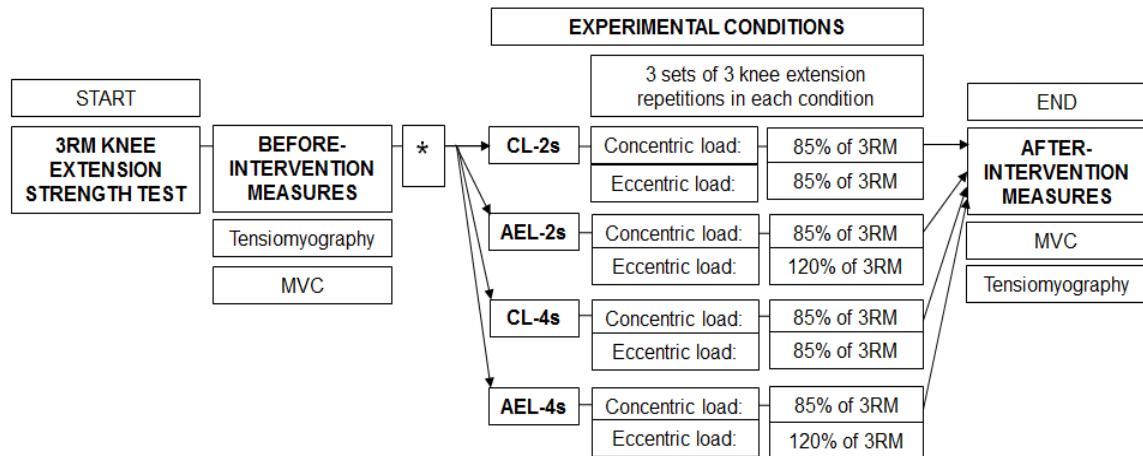 EXPERIMENTAL CONDITIONS
3 sets of 3 knee extension
repetitions in each condition
START
3RM KNEE
EXTENSION
STRENGTH TEST
BEFORE-
INTERVENTION
MEASURES
Tensiomyography
MVC
*
CL-2s
Concentric load:
85% of 3RM
Eccentric load:
85% of 3RM
AEL-2s
Concentric load:
85% of 3RM
Eccentric load:
120% of 3RM
CL-4s
Concentric load:
85% of 3RM
Eccentric load:
85% of 3RM
AEL-4s
Concentric load:
85% of 3RM
Eccentric load:
120% of 3RM
END
AFTER-
INTERVENTION
MEASURES
MVC
Tensiomyography